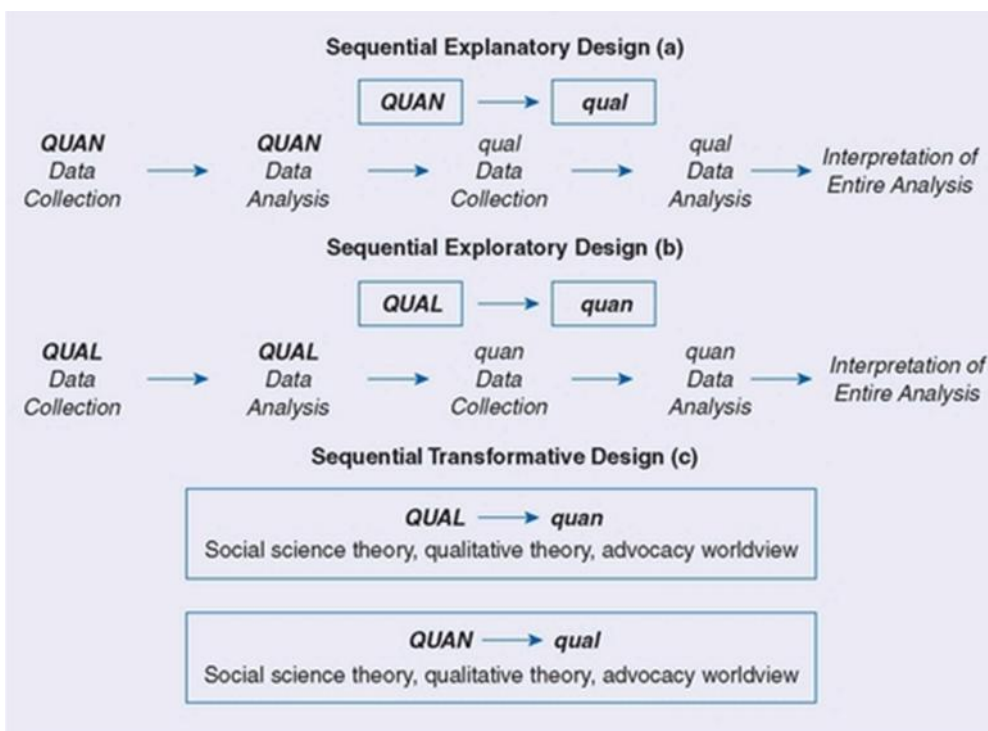 Sequential Explanatory Design (a)
QUAN qual
QUAN QUAN qual qual
Data Data Data Data Interpretation of
Collection Analysis Collection Analysis Entire Analysis
Sequential Exploratory Design (b)
QUAL quan
QUAL QUAL quan quan
Data Data Data Data Interpretation of
Collection Analysis Collection Analysis Entire Analysis
Sequential Transformative Design (c)
QUAL quan
Social science theory, qualitative theory, advocacy worldview
QUAN qual
Social science theory, qualitative theory, advocacy worldview